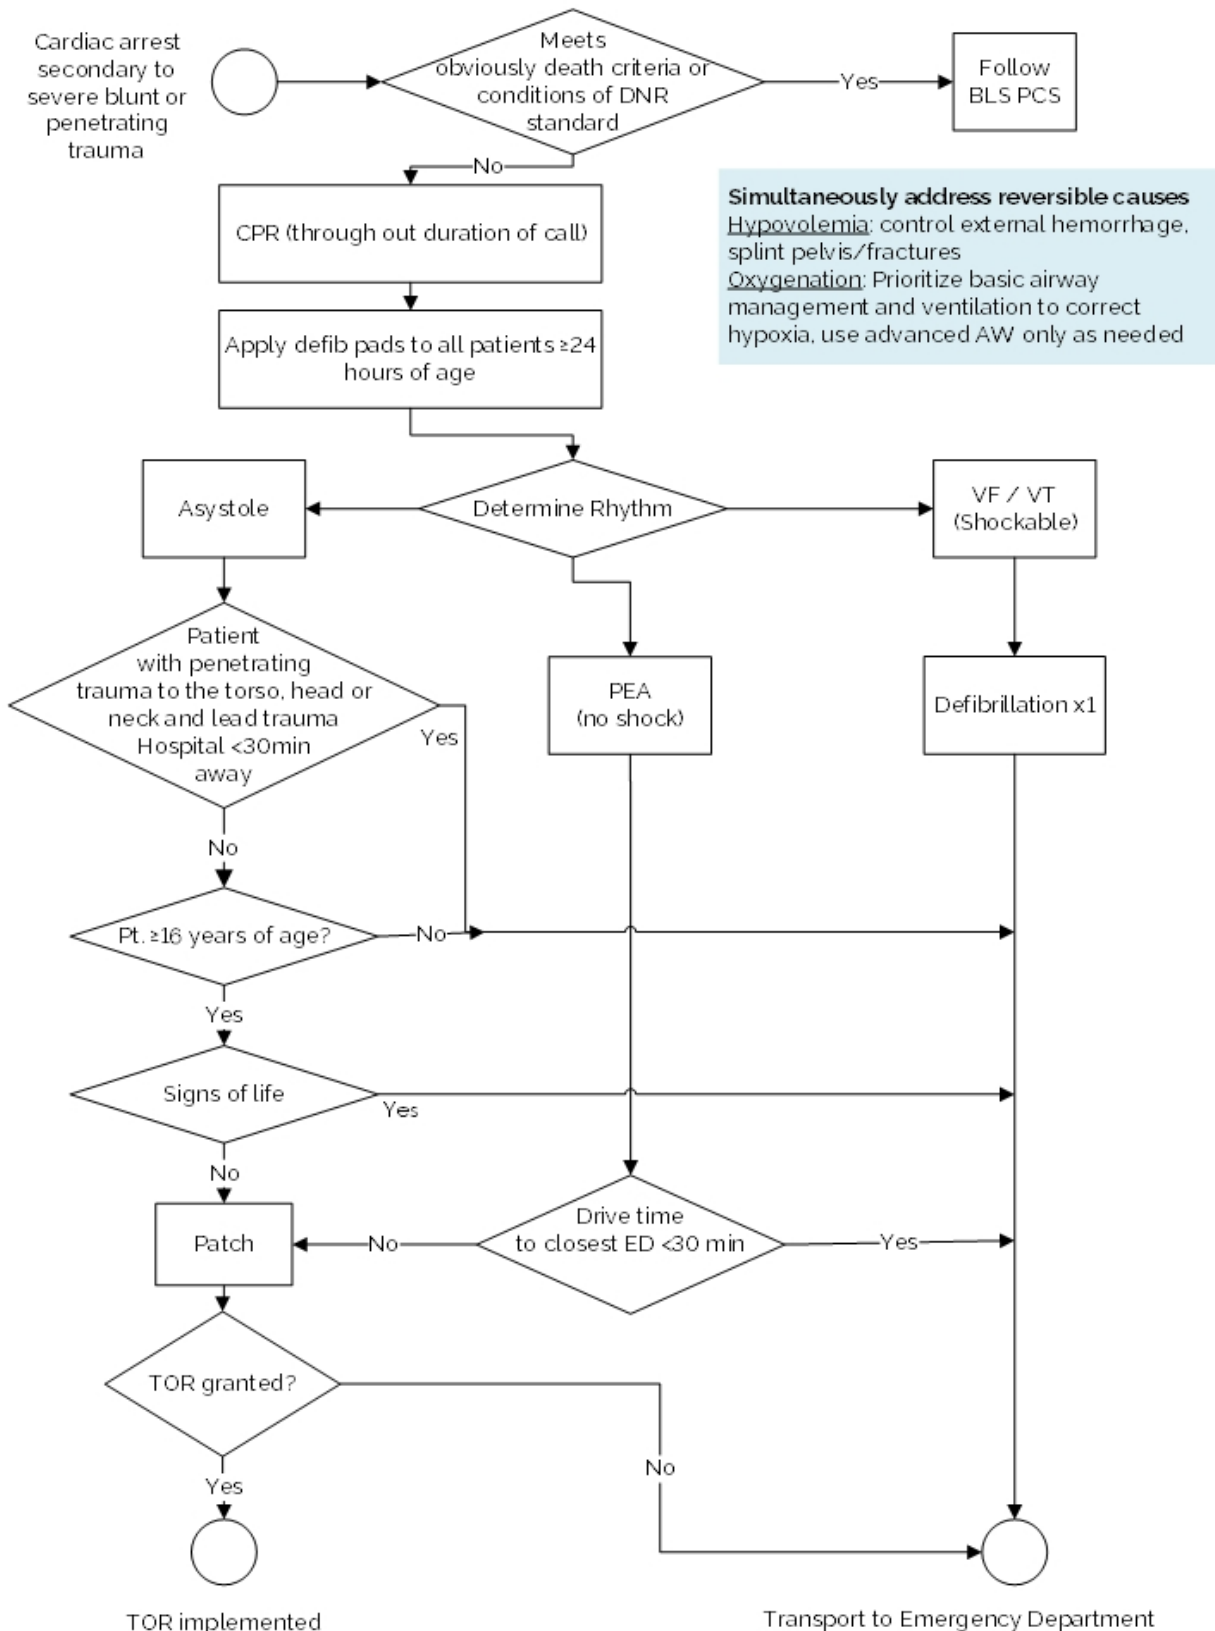 Cardiac arrest
secondary to
severe blunt or
penetrating
trauma
Meets
obviously death criteria or
conditions of DNR
standard
Yes
Follow
BLS PCS
No
CPR (through out duration of call)
Simultaneously address reversible causes
Hypovolemia: control external hemorrhage,
splint pelvis/fractures
Oxygenation: Prioritize basic airway
management and ventilation to correct
hypoxia, use advanced AW only as needed
Apply defib pads to all patients ≥24
hours of age
Asystole
Determine Rhythm
VF / VT
(Shockable)
Patient
with penetrating
trauma to the torso, head or
neck and lead trauma
Hospital <30min
away
Yes
PEA
(no shock)
Defibrillation x1
No
Pt. ≥16 years of age?
No
Yes
Signs of life
Yes
No
Patch
No
Drive time
to closest ED <30 min
Yes
TOR granted?
No
Yes
TOR implemented
Transport to Emergency Department